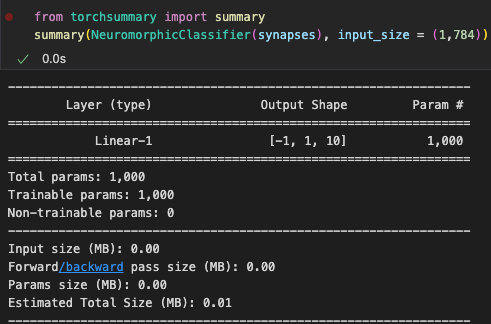 from torchsummary import summary
summary(NeuromorphicClassifier(synapses), input_size = (1,784))
0.0s
----------------------------------------------------------------
Layer (type) Output Shape Param #
================================================================
Linear-1 [-1, 1, 10] 1,000
================================================================
Total params: 1,000
Trainable params: 1,000
Non-trainable params: 0
----------------------------------------------------------------
Input size (MB): 0.00
Forward/backward pass size (MB): 0.00
Params size (MB): 0.00
Estimated Total Size (MB): 0.01
----------------------------------------------------------------